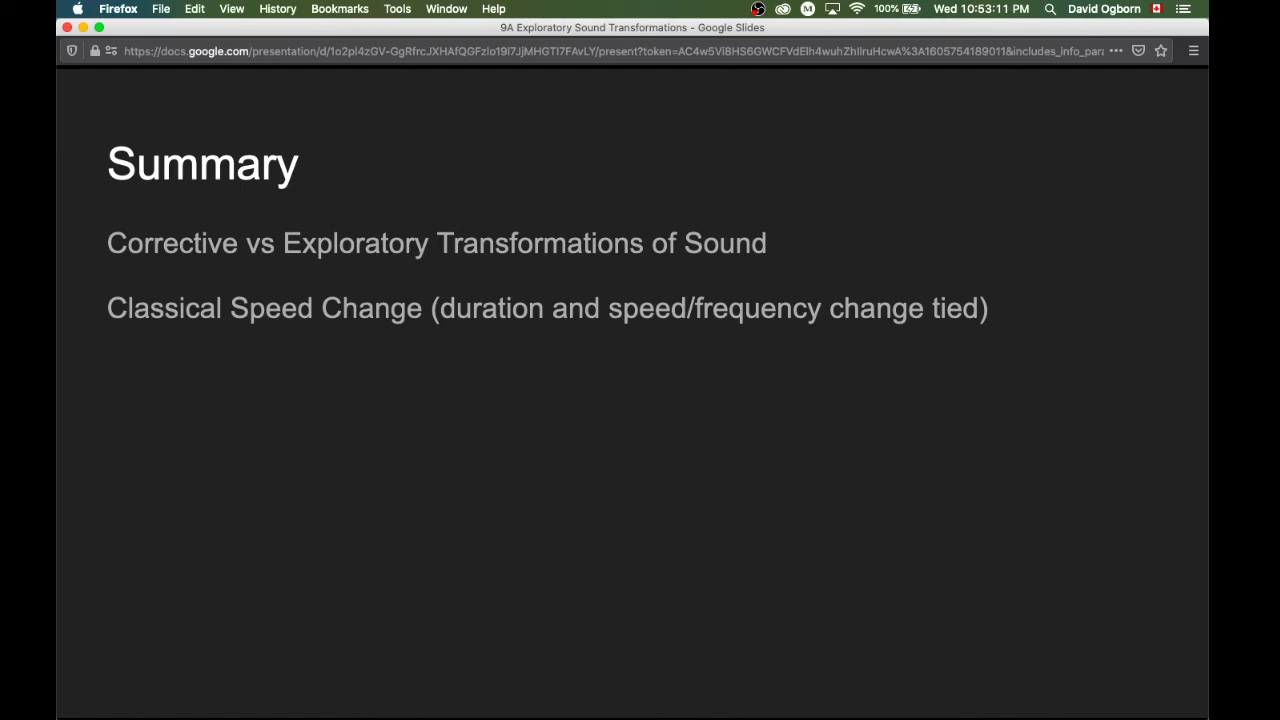 Firefox File Edit View History Bookmarks Tools Window Help 100% Wed 10:53:11 PM David Ogborn
9A Exploratory Sound Transformations - Google Slides
Summary
Corrective vs Exploratory Transformations of Sound
Classical Speed Change (duration and speed/frequency change tied)